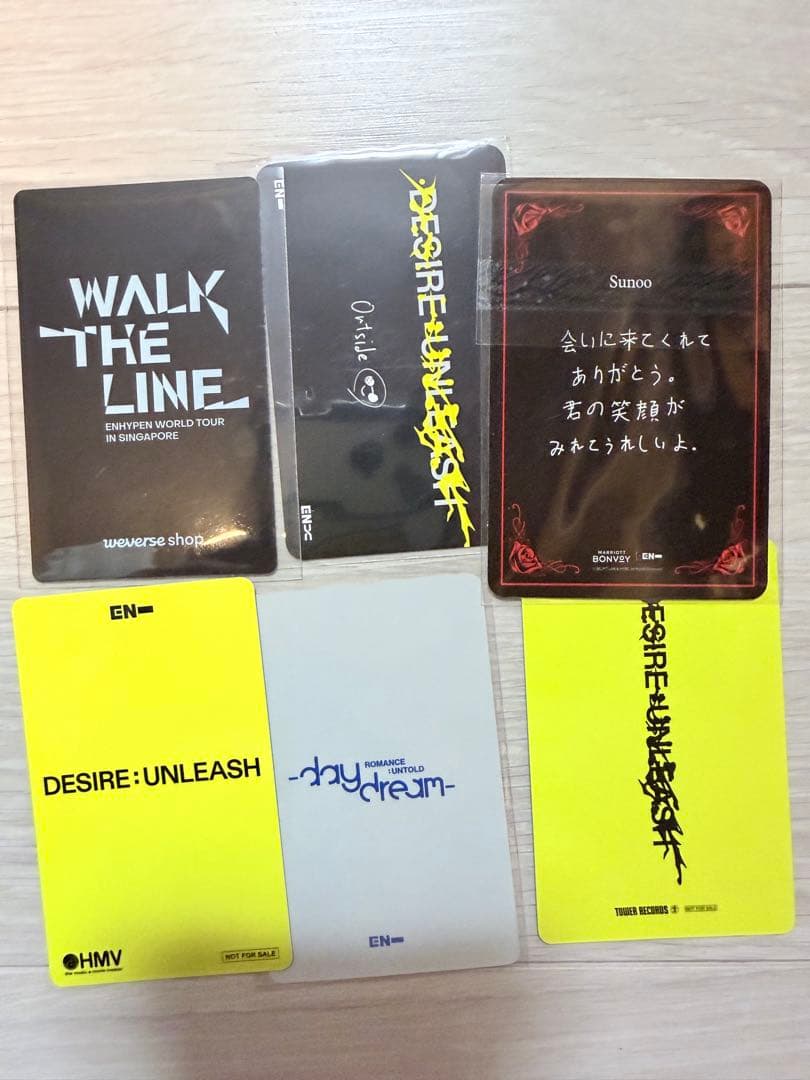 WALK
THE
LINE
ENHYPEN WORLD TOUR
IN SINGAPORE
weverse shop
EN-
DESIRE:UNLEASH
Outside
EN
Sunoo
会いに来てくれて
ありがとう。
君の笑顔が
みれてうれしいよ。
MARRIOTT
BONVOY
EN-
EN-
DESIRE : UNLEASH
HMV
NOT FOR SALE
ROMANCE
: UNTOLD
-day
dream-
EN-
DESIRE:UNLEASH
TOWER RECORDS
NOT FOR SALE